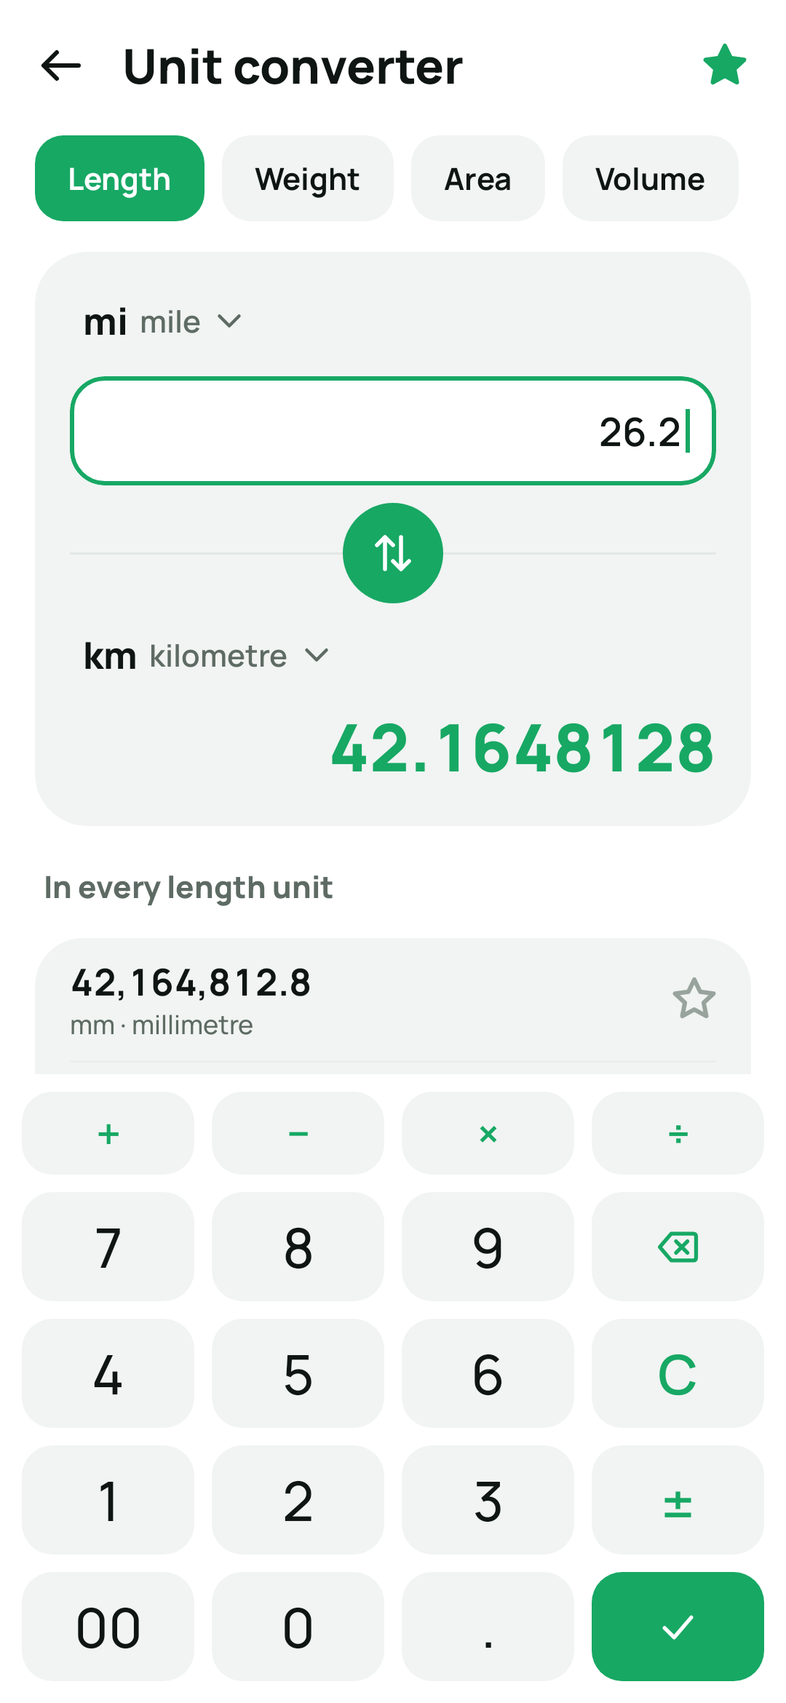 Unit converter
Length Weight Area Volume
mi mile
26.2
km kilometre
42.1648128
In every length unit
42,164,812.8
mm · millimetre
+ − × ÷
7 8 9
4 5 6 C
1 2 3 ±
00 0 .